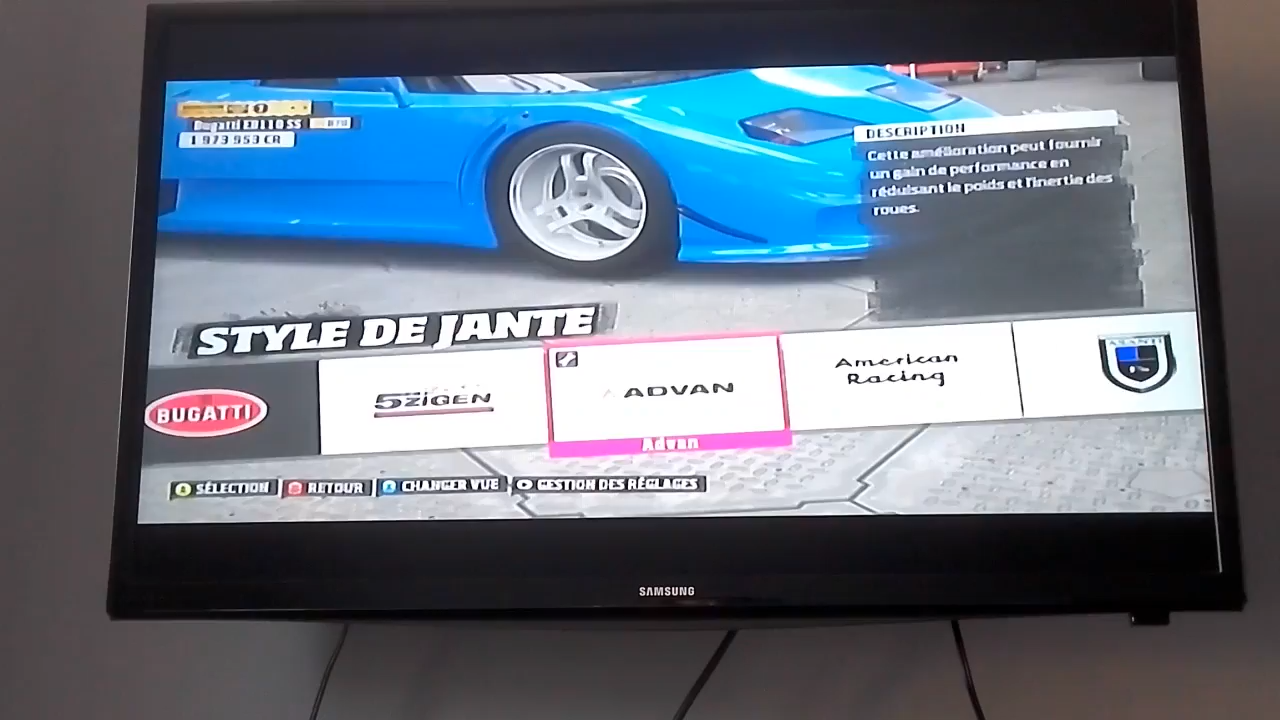 Bugatti EB110 SS
1 973 953 CR
DESCRIPTION
Cette amélioration peut fournir
un gain de performance en
réduisant le poids et l'inertie des
roues.
STYLE DE JANTE
BUGATTI
5ZIGEN
ADVAN
American
Racing
ASANTI
Advan
SÉLECTION
RETOUR
CHANGER VUE
GESTION DES RÉGLAGES
SAMSUNG